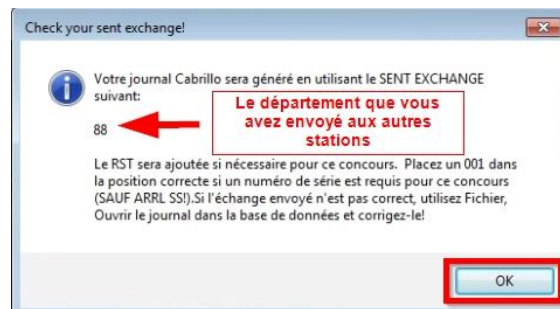 Check your sent exchange!
Votre journal Cabrillo sera généré en utilisant le SENT EXCHANGE
suivant:
88
Le département que vous
avez envoyé aux autres
stations
Le RST sera ajoutée si nécessaire pour ce concours. Placez un 001 dans
la position correcte si un numéro de série est requis pour ce concours
(SAUF ARRL SS!).Si l'échange envoyé n'est pas correct, utilisez Fichier,
Ouvrir le journal dans la base de données et corrigez-le!
OK